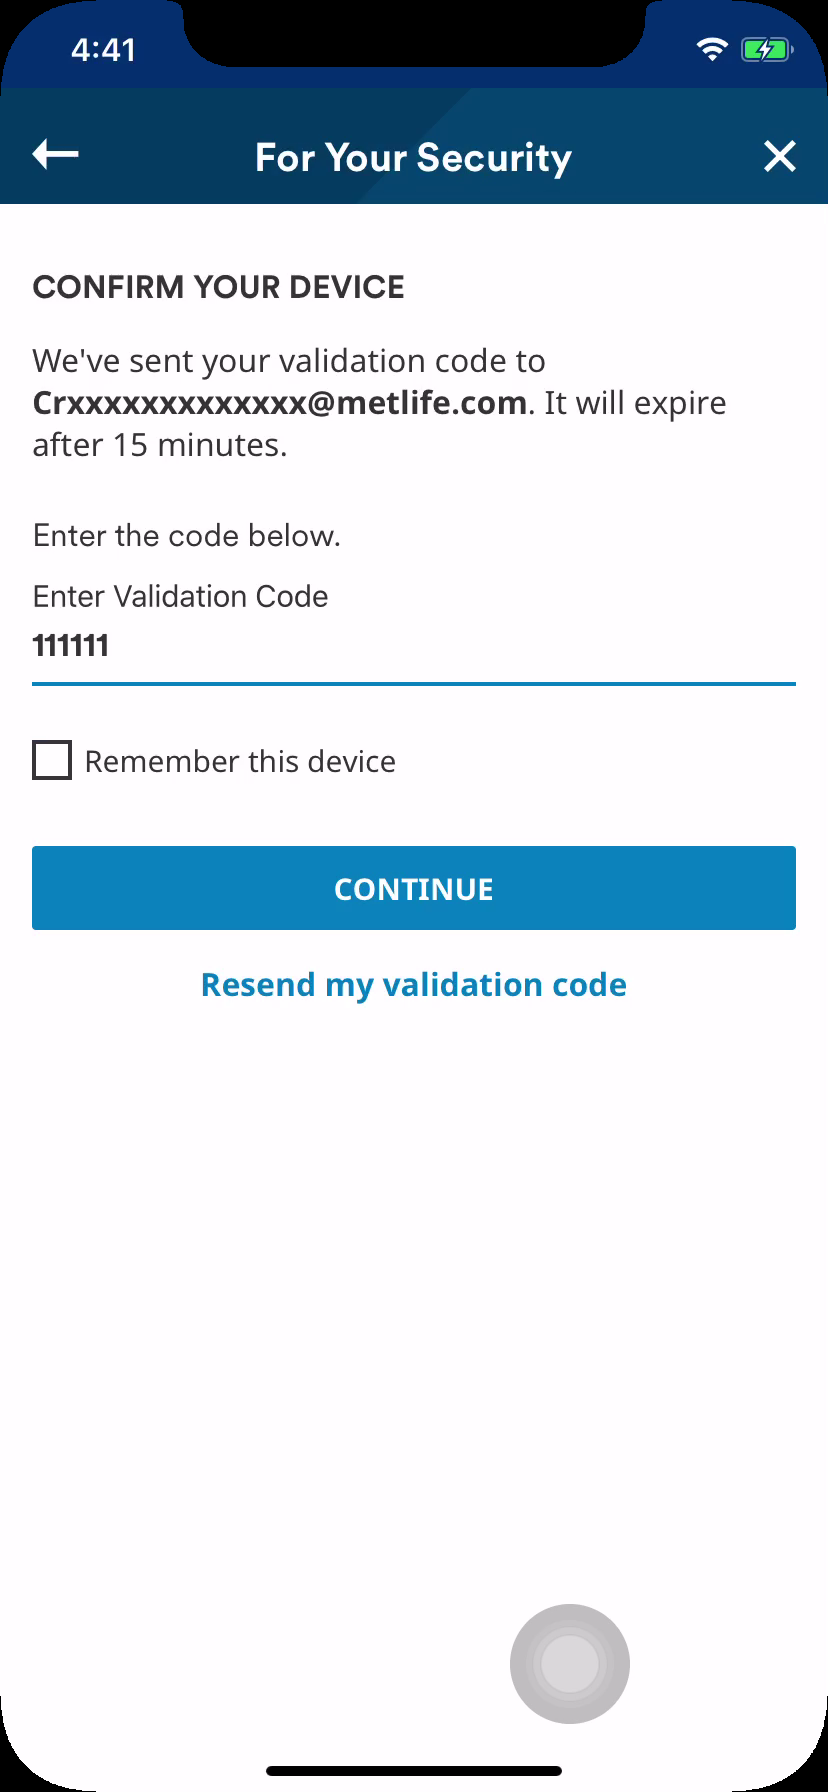 4:41
For Your Security
CONFIRM YOUR DEVICE
We've sent your validation code to
Crxxxxxxxxxxxxx@metlife.com. It will expire
after 15 minutes.
Enter the code below.
Enter Validation Code
111111
Remember this device
CONTINUE
Resend my validation code